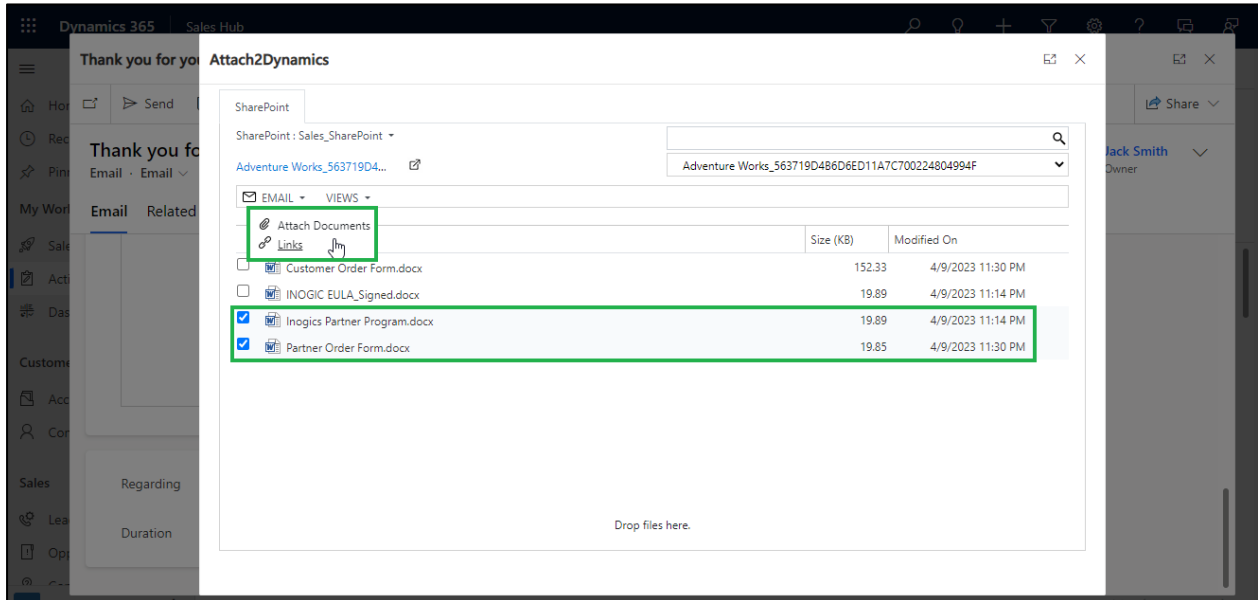 Dynamics 365 Sales Hub
Thank you for you
Attach2Dynamics
Send
Share
SharePoint
SharePoint : Sales_SharePoint
Adventure Works_563719D4...
Adventure Works_563719D4B6D6ED11A7C700224804994F
Thank you fo
Email · Email
Jack Smith
Owner
EMAIL VIEWS
Email Related
Attach Documents
Links
Size (KB) Modified On
Customer Order Form.docx 152.33 4/9/2023 11:30 PM
INOGIC EULA_Signed.docx 19.89 4/9/2023 11:14 PM
Inogics Partner Program.docx 19.89 4/9/2023 11:14 PM
Partner Order Form.docx 19.85 4/9/2023 11:30 PM
Drop files here.
Hor
Rec
Pinn
My Worl
Sale
Acti
Das
Custome
Acc
Cor
Sales
Lea
Opp
Regarding
Duration